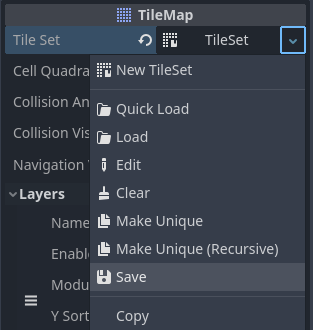 TileMap
Tile Set
TileSet
Cell Quadra
New TileSet
Collision An
Quick Load
Collision Vis
Load
Navigation
Edit
Layers
Clear
Name
Make Unique
Enabl
Make Unique (Recursive)
Modu
Save
Y Sort
Copy